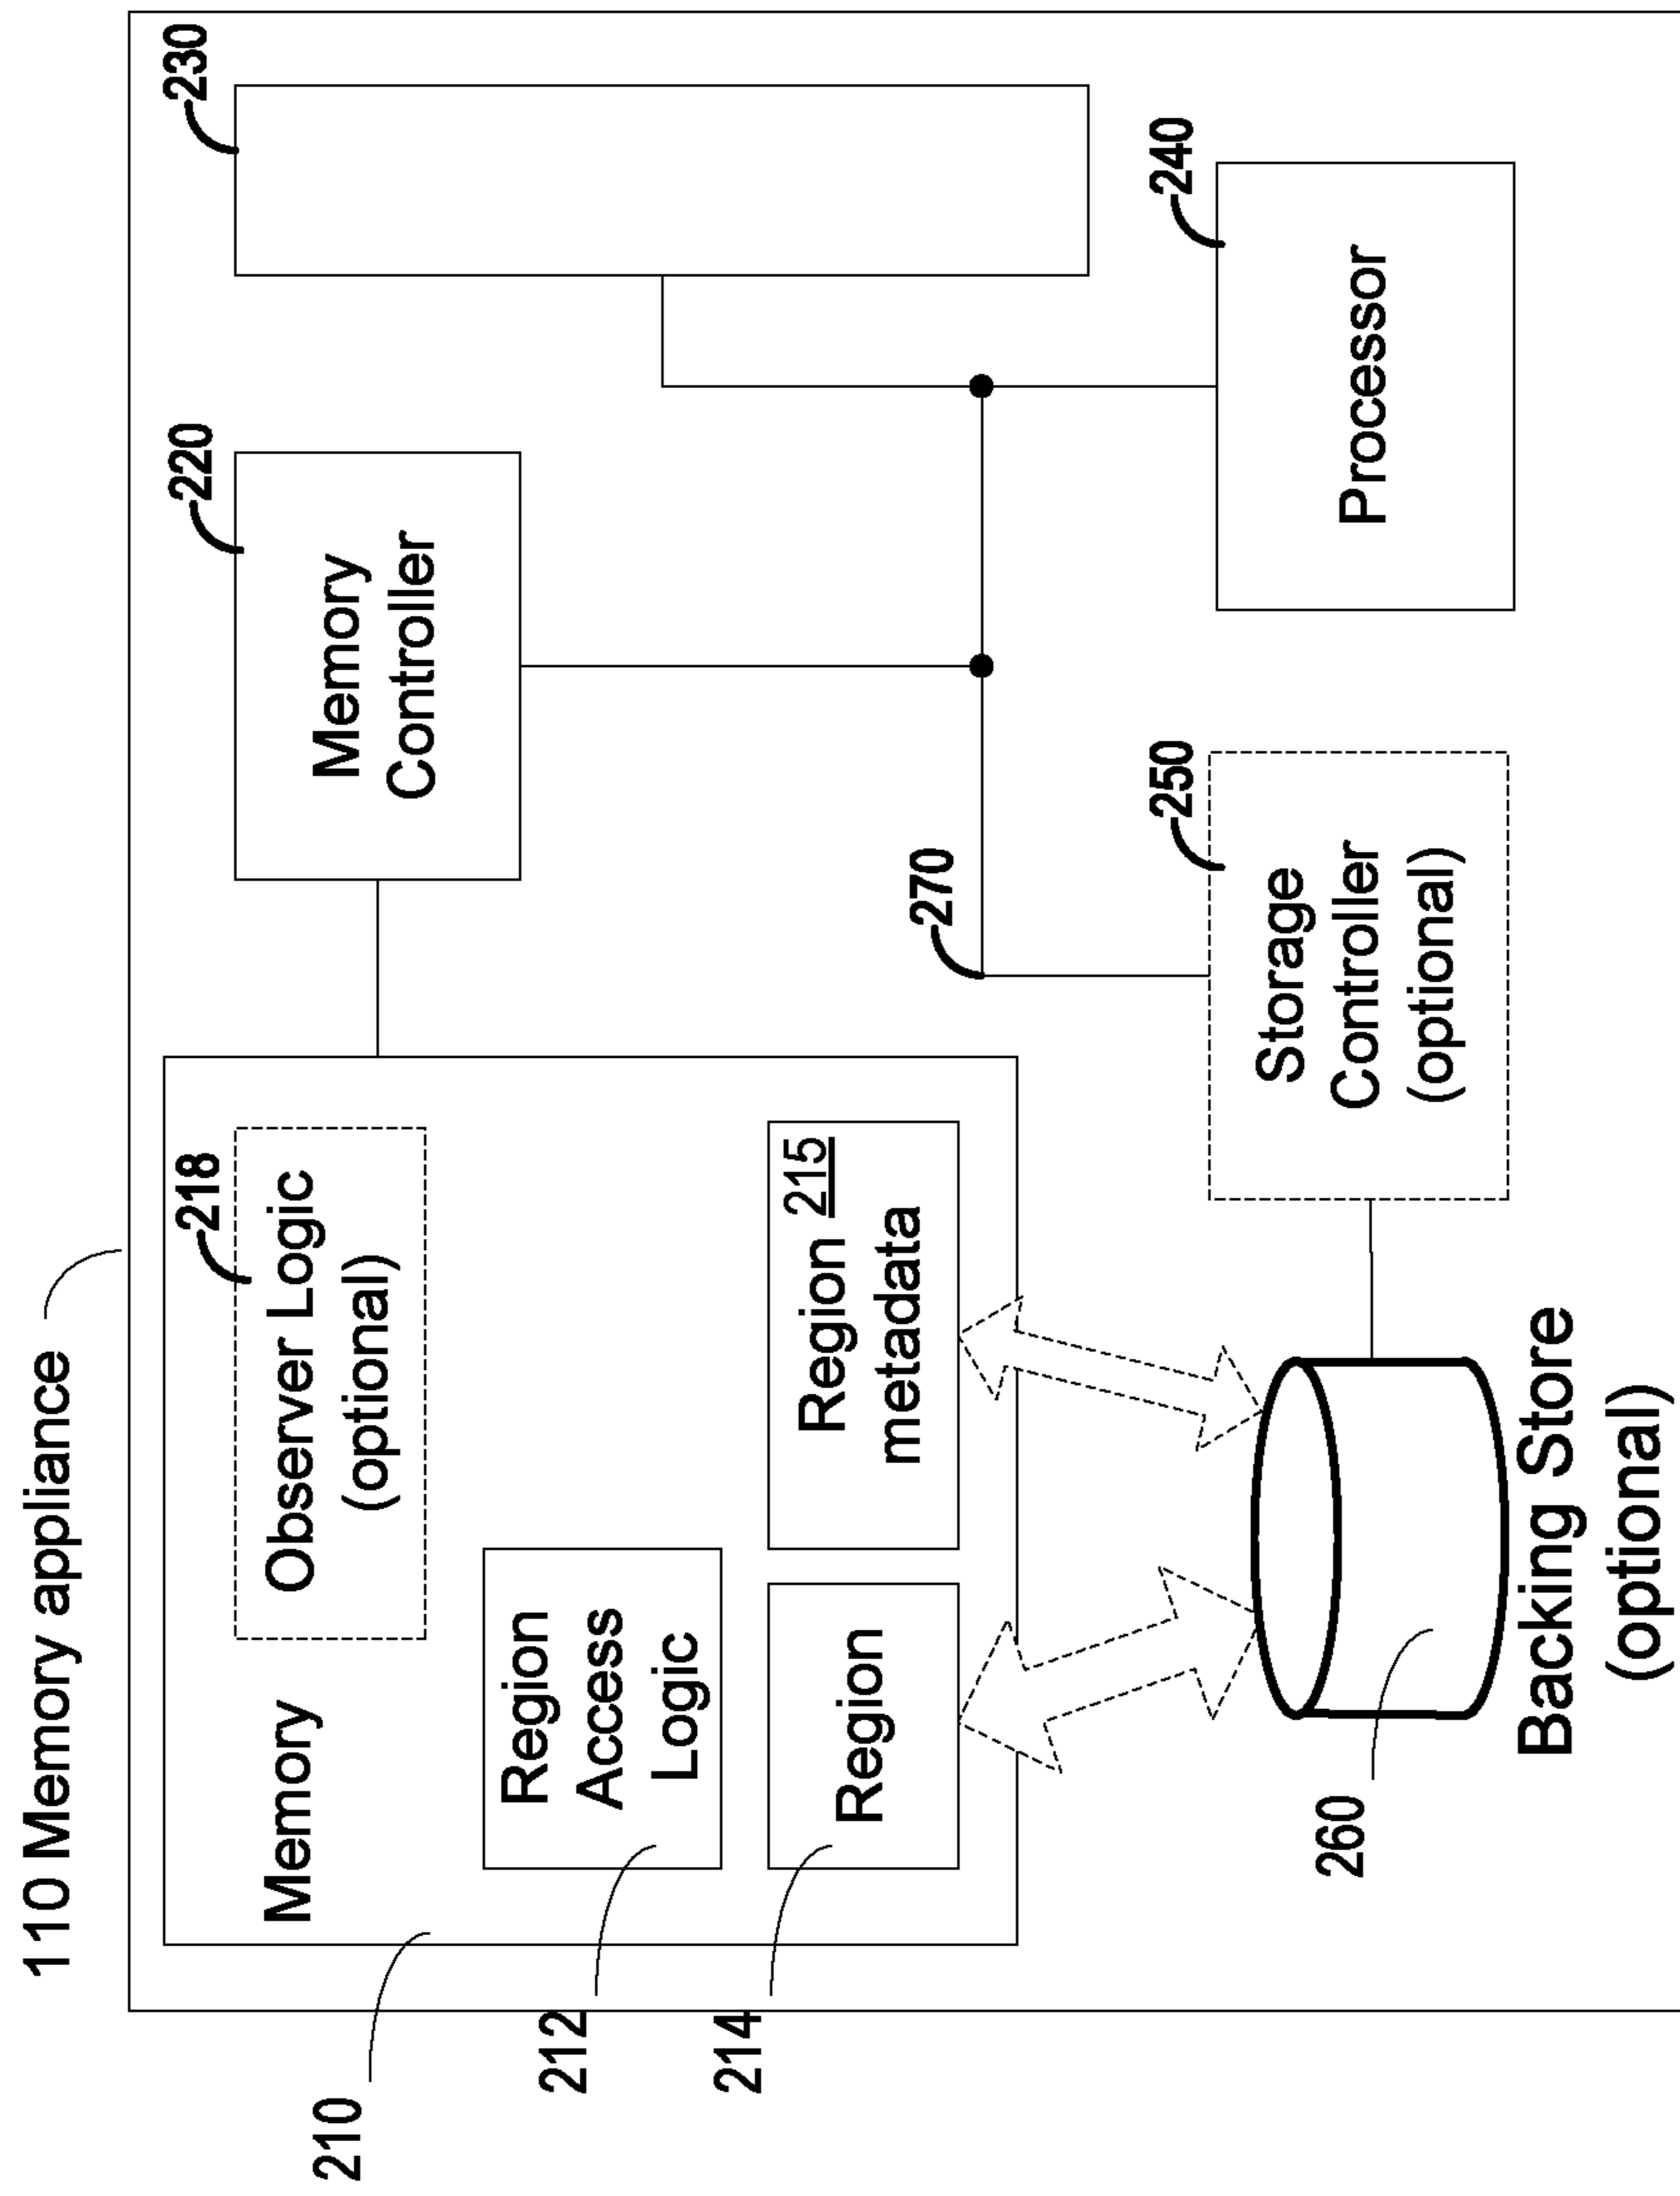 110 Memory appliance
210
Memory
218
Observer Logic
(optional)
212
Region
Access
Logic
214
Region
Region 215
metadata
220
Memory
Controller
230
270
240
Processor
250
Storage
Controller
(optional)
260
Backing Store
(optional)